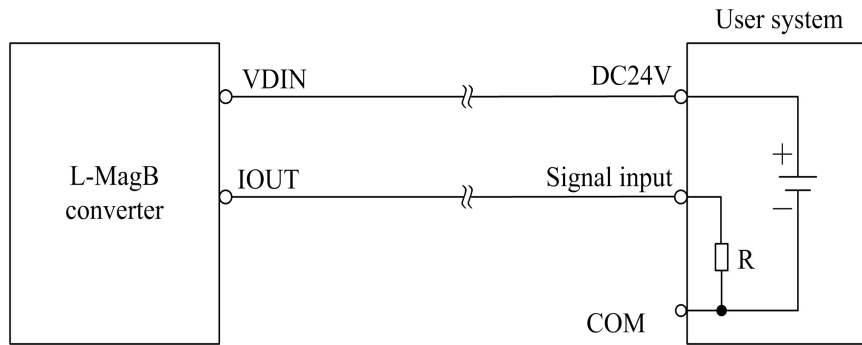 User system
VDIN
DC24V
L-MagB
converter
IOUT
Signal input
+
−
R
COM